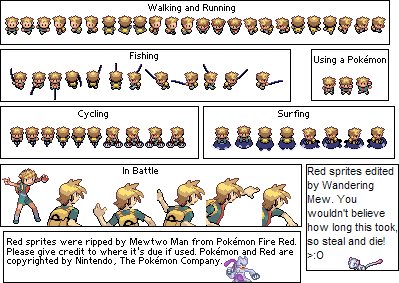 Walking and Running
Fishing
Using a Pokémon
Cycling
Surfing
In Battle
Red sprites edited
by Wandering
Mew. You
wouldn't believe
how long this took,
so steal and die!
>:O
Red sprites were ripped by Mewtwo Man from Pokémon Fire Red.
Please give credit to where it's due if used. Pokémon and Red are
copyrighted by Nintendo, The Pokémon Company.